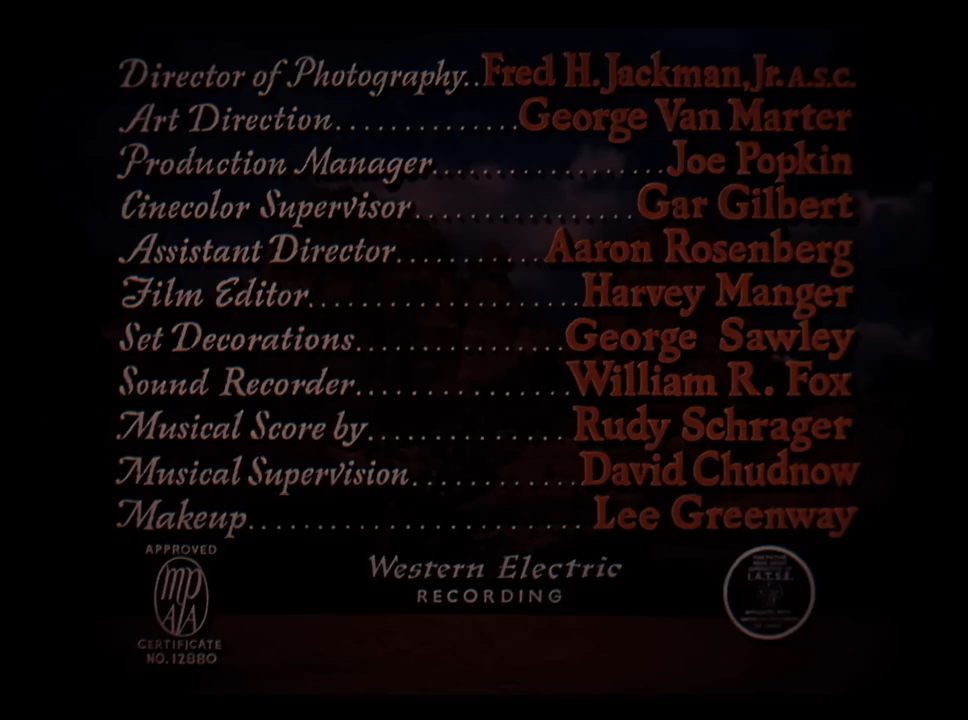 Director of Photography..Fred H. Jackman, Jr. A.S.C.
Art Direction..............George Van Marter
Production Manager..................Joe Popkin
Cinecolor Supervisor.................Gar Gilbert
Assistant Director...........Aaron Rosenberg
Film Editor.....................Harvey Manger
Set Decorations................George Sawley
Sound Recorder................William R. Fox
Musical Score by...............Rudy Schrager
Musical Supervision............David Chudnow
Makeup.........................Lee Greenway
APPROVED
MPAA
CERTIFICATE
NO. 12880
Western Electric
RECORDING
I.A.T.S.E.